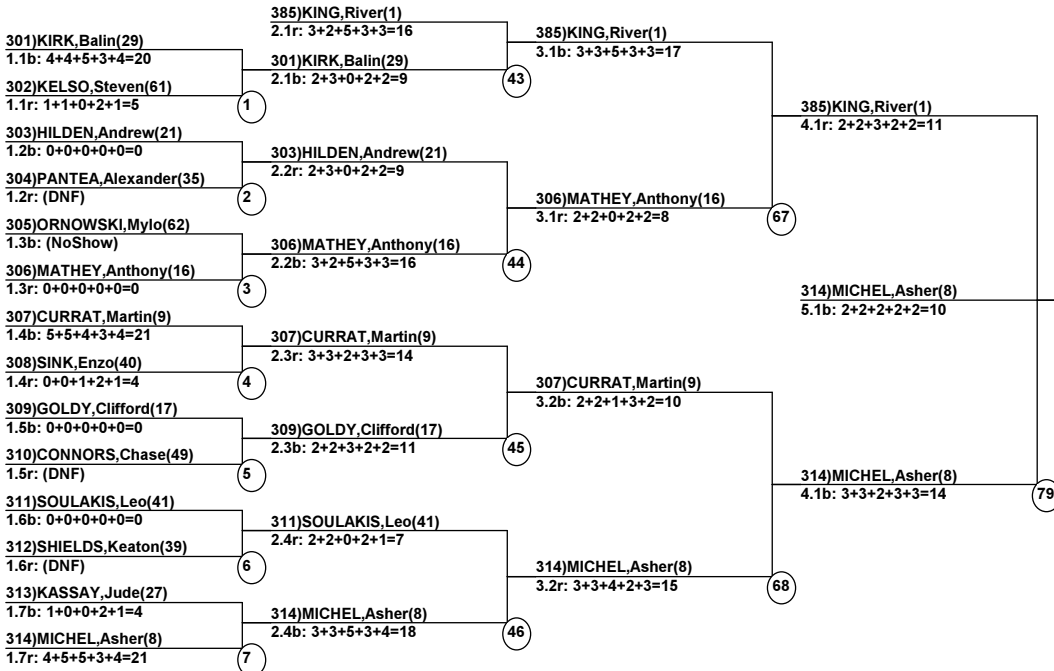 301)KIRK,Balin(29)
1.1b: 4+4+5+3+4=20
302)KELSO,Steven(61)
1.1r: 1+1+0+2+1=5
1
303)HILDEN,Andrew(21)
1.2b: 0+0+0+0+0=0
304)PANTEA,Alexander(35)
1.2r: (DNF)
2
305)ORNOWSKI,Mylo(62)
1.3b: (NoShow)
306)MATHEY,Anthony(16)
1.3r: 0+0+0+0+0=0
3
307)CURRAT,Martin(9)
1.4b: 5+5+4+3+4=21
308)SINK,Enzo(40)
1.4r: 0+0+1+2+1=4
4
309)GOLDY,Clifford(17)
1.5b: 0+0+0+0+0=0
310)CONNORS,Chase(49)
1.5r: (DNF)
5
311)SOULAKIS,Leo(41)
1.6b: 0+0+0+0+0=0
312)SHIELDS,Keaton(39)
1.6r: (DNF)
6
313)KASSAY,Jude(27)
1.7b: 1+0+0+2+1=4
314)MICHEL,Asher(8)
1.7r: 4+5+5+3+4=21
7
385)KING,River(1)
2.1r: 3+2+5+3+3=16
301)KIRK,Balin(29)
2.1b: 2+3+0+2+2=9
43
303)HILDEN,Andrew(21)
2.2r: 2+3+0+2+2=9
306)MATHEY,Anthony(16)
2.2b: 3+2+5+3+3=16
44
307)CURRAT,Martin(9)
2.3r: 3+3+2+3+3=14
309)GOLDY,Clifford(17)
2.3b: 2+2+3+2+2=11
45
311)SOULAKIS,Leo(41)
2.4r: 2+2+0+2+1=7
314)MICHEL,Asher(8)
2.4b: 3+3+5+3+4=18
46
385)KING,River(1)
3.1b: 3+3+5+3+3=17
306)MATHEY,Anthony(16)
3.1r: 2+2+0+2+2=8
67
307)CURRAT,Martin(9)
3.2b: 2+2+1+3+2=10
314)MICHEL,Asher(8)
3.2r: 3+3+4+2+3=15
68
385)KING,River(1)
4.1r: 2+2+3+2+2=11
314)MICHEL,Asher(8)
5.1b: 2+2+2+2+2=10
314)MICHEL,Asher(8)
4.1b: 3+3+2+3+3=14
79